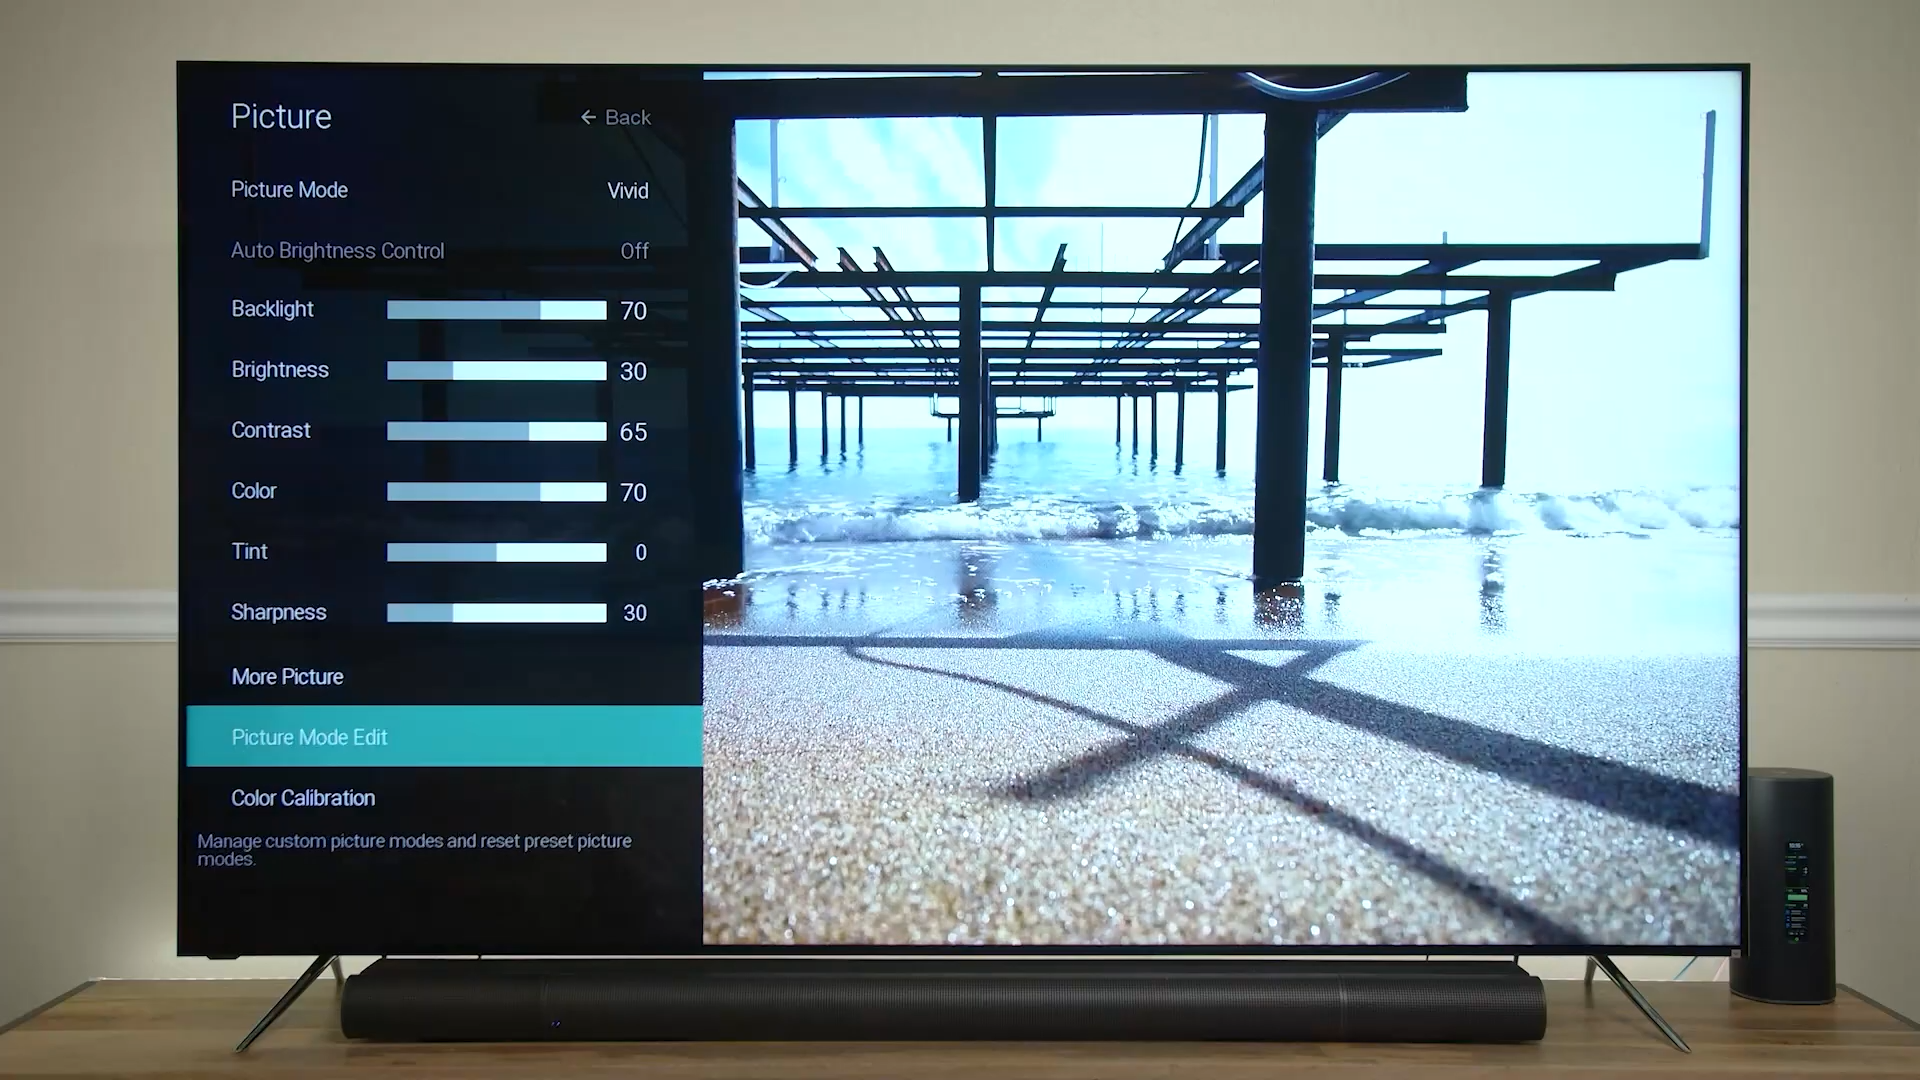 Picture
← Back
Picture Mode Vivid
Auto Brightness Control Off
Backlight 70
Brightness 30
Contrast 65
Color 70
Tint 0
Sharpness 30
More Picture
Picture Mode Edit
Color Calibration
Manage custom picture modes and reset preset picture
modes.